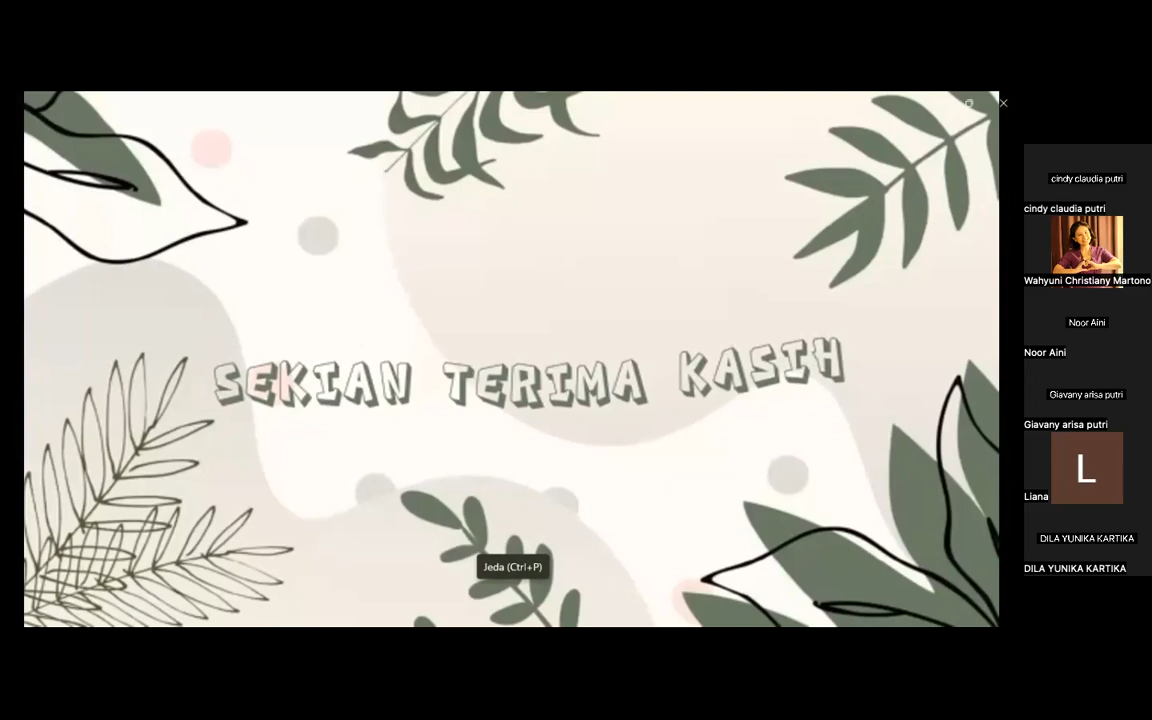 SEKIAN TERIMA KASIH
Jeda (Ctrl+P)
cindy claudia putri
cindy claudia putri
Wahyuni Christiany Martono
Noor Aini
Noor Aini
Giavany arisa putri
Giavany arisa putri
L
Liana
DILA YUNIKA KARTIKA
DILA YUNIKA KARTIKA